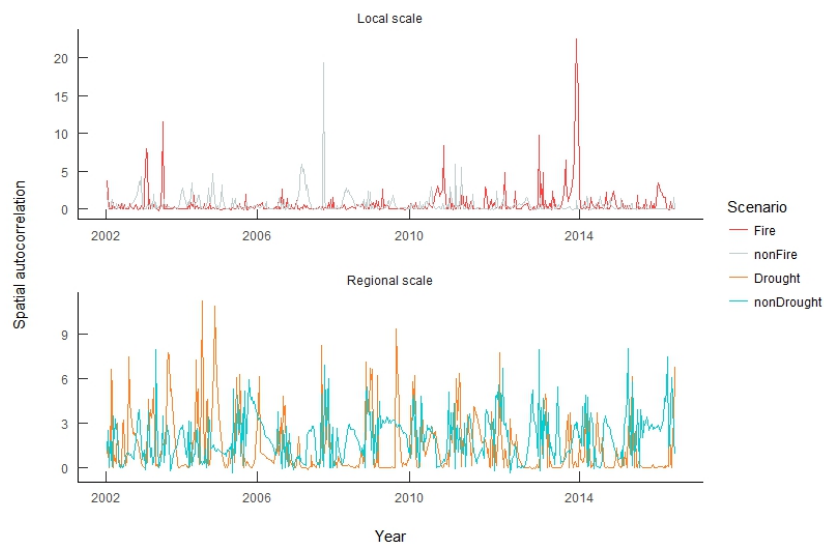 Local scale
Spatial autocorrelation
20
15
10
5
0
2002 2006 2010 2014
Regional scale
9
6
3
0
2002 2006 2010 2014
Year
Scenario
Fire
nonFire
Drought
nonDrought